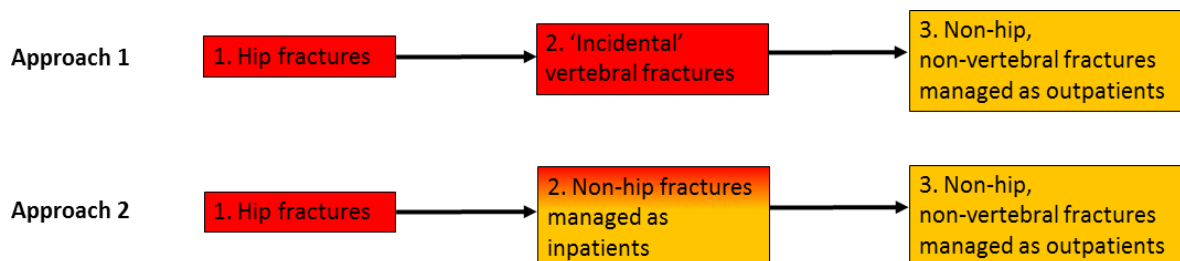 Approach 1
1. Hip fractures
2. ‘Incidental’
vertebral fractures
3. Non-hip,
non-vertebral fractures
managed as outpatients
Approach 2
1. Hip fractures
2. Non-hip fractures
managed as
inpatients
3. Non-hip,
non-vertebral fractures
managed as outpatients